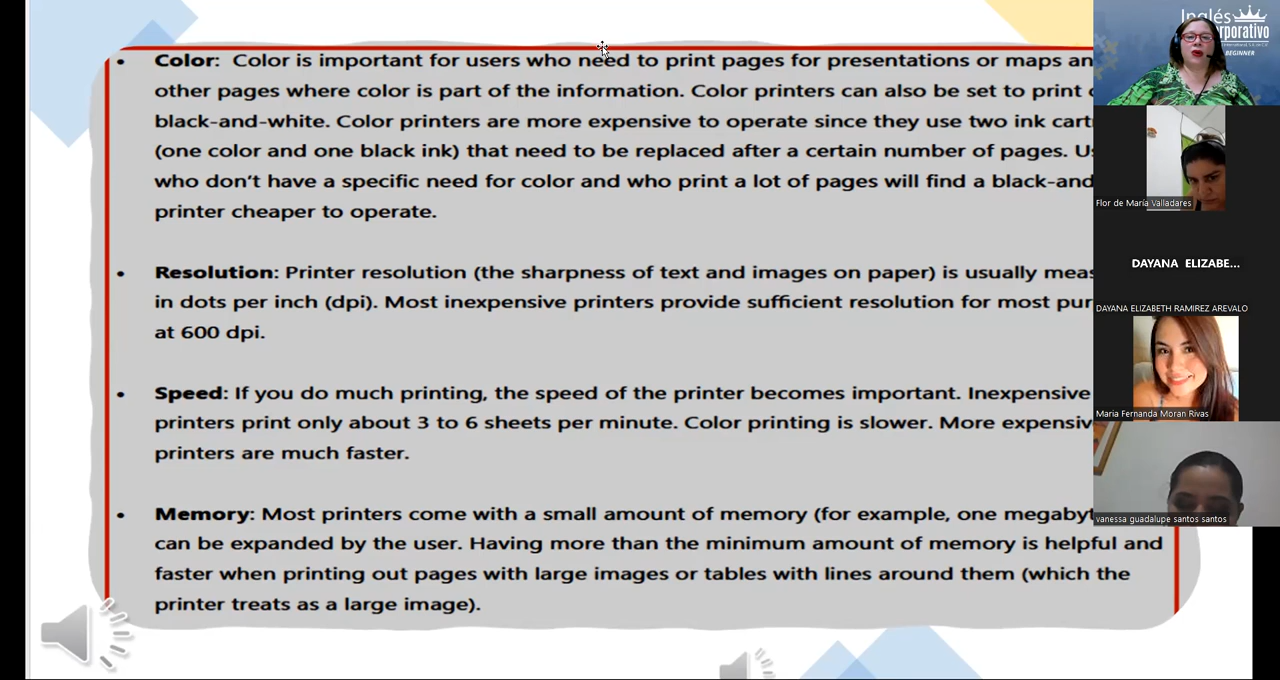 Color: Color is important for users who need to print pages for presentations or maps an
other pages where color is part of the information. Color printers can also be set to print
black-and-white. Color printers are more expensive to operate since they use two ink cart
(one color and one black ink) that need to be replaced after a certain number of pages. U
who don't have a specific need for color and who print a lot of pages will find a black-and
printer cheaper to operate.
Resolution: Printer resolution (the sharpness of text and images on paper) is usually meas
in dots per inch (dpi). Most inexpensive printers provide sufficient resolution for most pur
at 600 dpi.
Speed: If you do much printing, the speed of the printer becomes important. Inexpensive
printers print only about 3 to 6 sheets per minute. Color printing is slower. More expensiv
printers are much faster.
Memory: Most printers come with a small amount of memory (for example, one megabyt
can be expanded by the user. Having more than the minimum amount of memory is helpful and
faster when printing out pages with large images or tables with lines around them (which the
printer treats as a large image).
Inglés
rporativo
BEGINNER
Flor de María Valladares
DAYANA ELIZABE...
DAYANA ELIZABETH RAMIREZ AREVALO
Maria Fernanda Moran Rivas
vanessa guadalupe santos santos